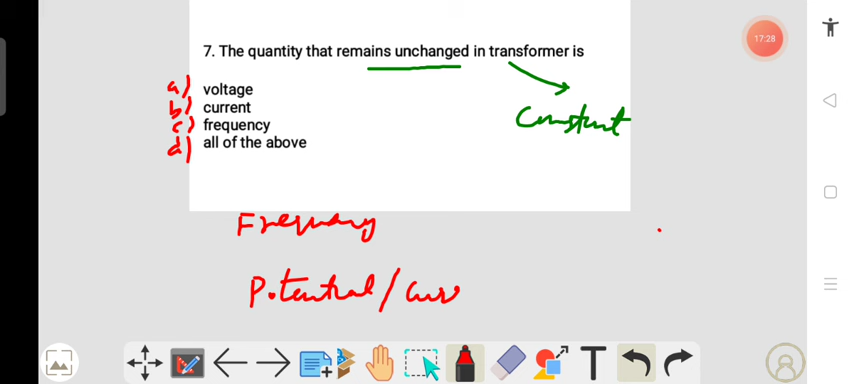 17:28
7. The quantity that remains unchanged in transformer is
a) voltage
b) current
c) frequency
d) all of the above
Constant
Frequency
Potential/Curr
T